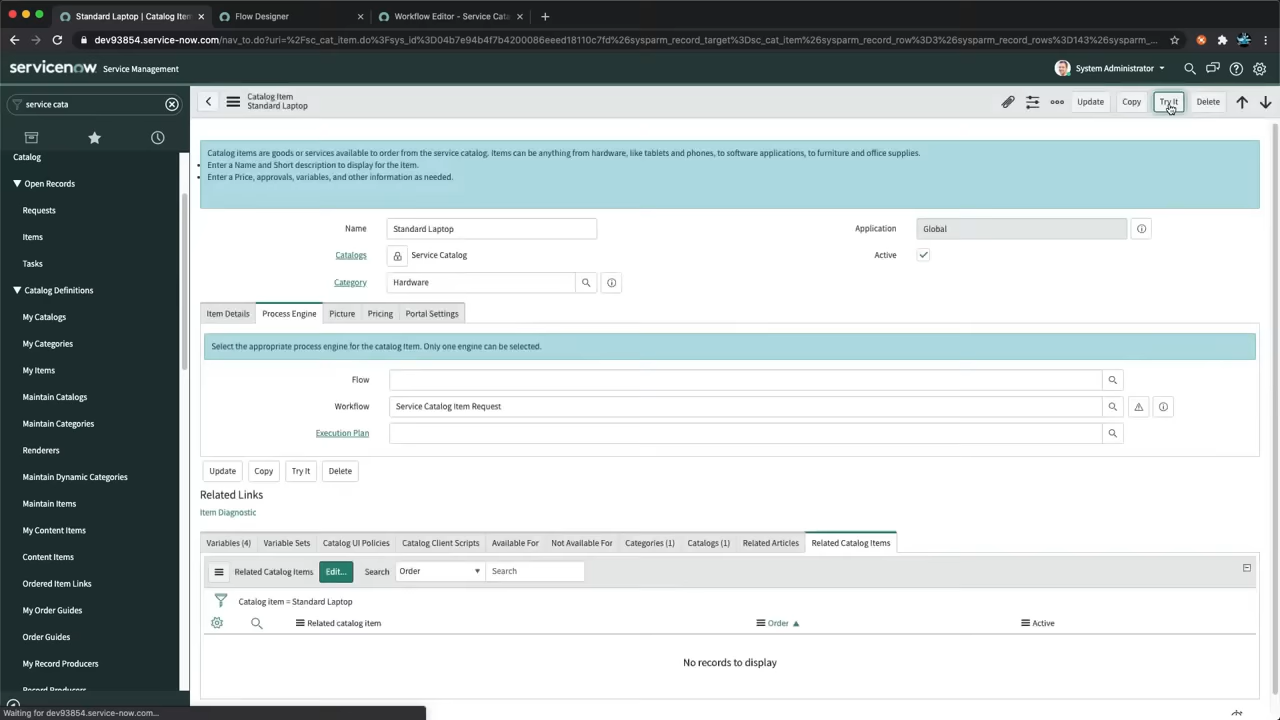 Standard Laptop | Catalog Item
Flow Designer
Workflow Editor - Service Cata
dev93854.service-now.com/nav_to.do?uri=%2Fsc_cat_item.do%3Fsys_id%3D04b7e94b4f7b4200086eeed18110c7fd%26sysparm_record_target%3Dsc_cat_item%26sysparm_record_row%3D3%26sysparm_record_rows%3D143%26sysparm_...
servicenow Service Management
System Administrator
service cata
Catalog
Open Records
Requests
Items
Tasks
Catalog Definitions
My Catalogs
My Categories
My Items
Maintain Catalogs
Maintain Categories
Renderers
Maintain Dynamic Categories
Maintain Items
My Content Items
Content Items
Ordered Item Links
My Order Guides
Order Guides
My Record Producers
Record Producers
Waiting for dev93854.service-now.com...
Catalog Item
Standard Laptop
Update Copy Try It Delete
Catalog items are goods or services available to order from the service catalog. Items can be anything from hardware, like tablets and phones, to software applications, to furniture and office supplies.
• Enter a Name and Short description to display for the item.
• Enter a Price, approvals, variables, and other information as needed.
Name Standard Laptop Application Global
Catalogs Service Catalog Active
Category Hardware
Item Details Process Engine Picture Pricing Portal Settings
Select the appropriate process engine for the catalog item. Only one engine can be selected.
Flow
Workflow Service Catalog Item Request
Execution Plan
Update Copy Try It Delete
Related Links
Item Diagnostic
Variables (4) Variable Sets Catalog UI Policies Catalog Client Scripts Available For Not Available For Categories (1) Catalogs (1) Related Articles Related Catalog Items
Related Catalog Items Edit... Search Order Search
Catalog item = Standard Laptop
Related catalog item Order Active
No records to display